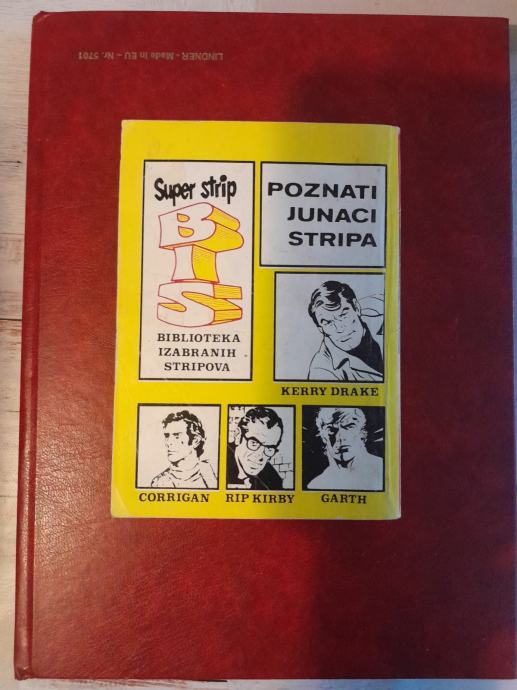 LINDNER - Made in EU - Nr. 5701
Super strip
BIS
BIBLIOTEKA
IZABRANIH
STRIPOVA
POZNATI
JUNACI
STRIPA
KERRY DRAKE
CORRIGAN
RIP KIRBY
GARTH